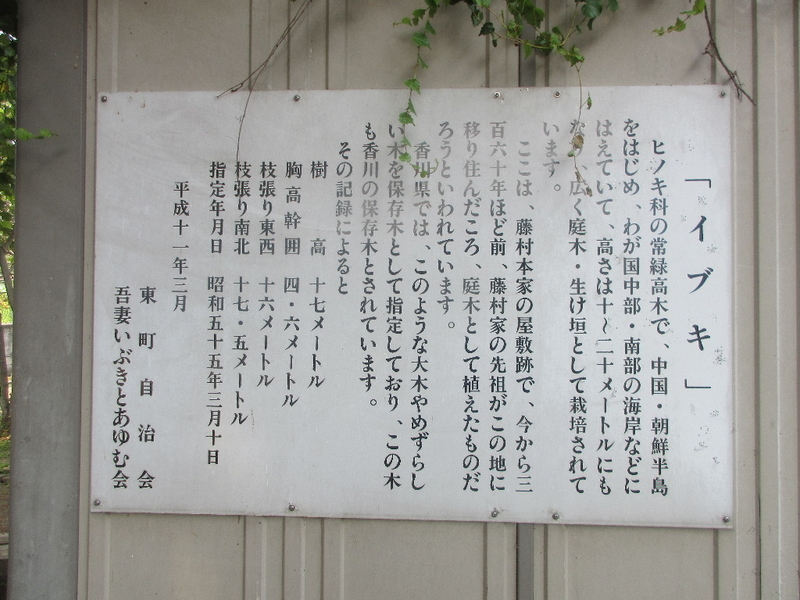 「イブキ」
ヒノキ科の常緑高木で、中国・朝鮮半島
をはじめ、わが国中部・南部の海岸などに
はえていて、高さは十～二十メートルにも
な　、広く庭木・生け垣として栽培されて
います。
ここは、藤村本家の屋敷跡で、今から三
百六十年ほど前、藤村家の先祖がこの地に
移り住んだころ、庭木として植えたものだ
ろうといわれています。
香川県では、このような大木やめずらし
い木を保存木として指定しており、この木
も香川の保存木とされています。
その記録によると
樹高 十七メートル
胸高幹囲 四・六メートル
枝張り東西 十六メートル
枝張り南北 十七・五メートル
指定年月日 昭和五十五年三月十日
平成十一年三月
東町自治会
吾妻いぶきとあゆむ会